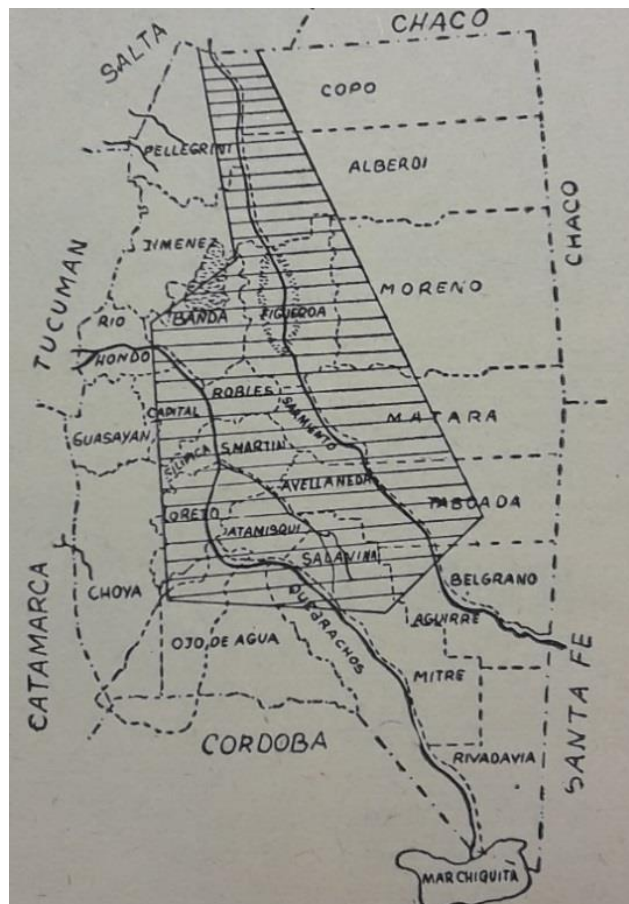 CHACO
SALTA
COPO
PELLEGRINI
ALBERDI
CHACO
JIMENEZ
MORENO
TUCUMAN
RIO
BANDA
FIGUEROA
HONDO
ROBLES
CAPITAL
SARMIENTO
MATARA
GUASAYAN
SILIPICA
S.MARTIN
AVELLANEDA
TABOADA
LORETO
ATAMISQUI
SALAVINA
BELGRANO
CHOYA
QUEBRACHOS
AGUIRRE
OJO DE AGUA
MITRE
CATAMARCA
SANTA FE
CORDOBA
RIVADAVIA
MAR CHIQUITA